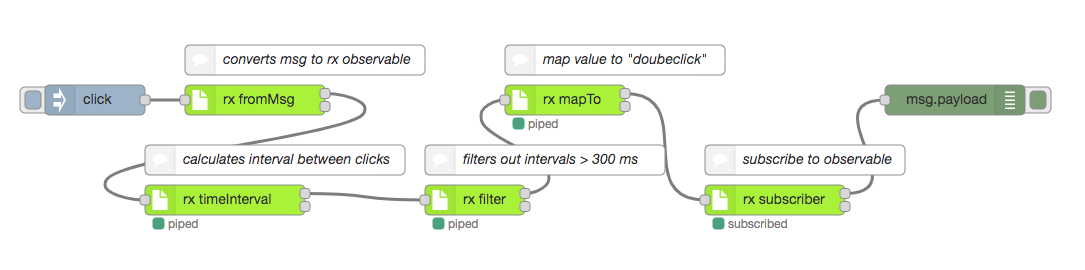 converts msg to rx observable
map value to "doubeclick"
click
rx fromMsg
rx mapTo
msg.payload
piped
calculates interval between clicks
filters out intervals > 300 ms
subscribe to observable
rx timeInterval
rx filter
rx subscriber
piped
piped
subscribed